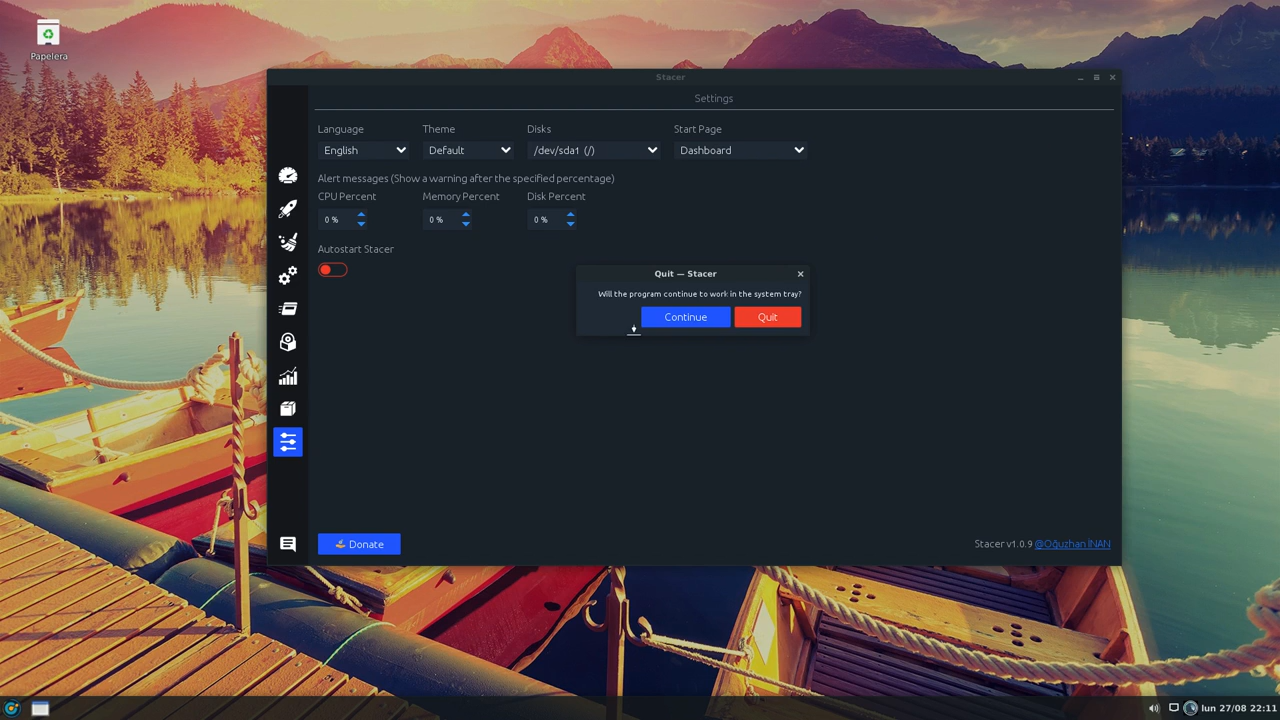 Papelera
Stacer
Settings
Language
Theme
Disks
Start Page
English
Default
/dev/sda1 (/)
Dashboard
Alert messages (Show a warning after the specified percentage)
CPU Percent
Memory Percent
Disk Percent
0 %
0 %
0 %
Autostart Stacer
Quit — Stacer
Will the program continue to work in the system tray?
Continue
Quit
Donate
Stacer v1.0.9 @Oğuzhan INAN
lun 27/08 22:11